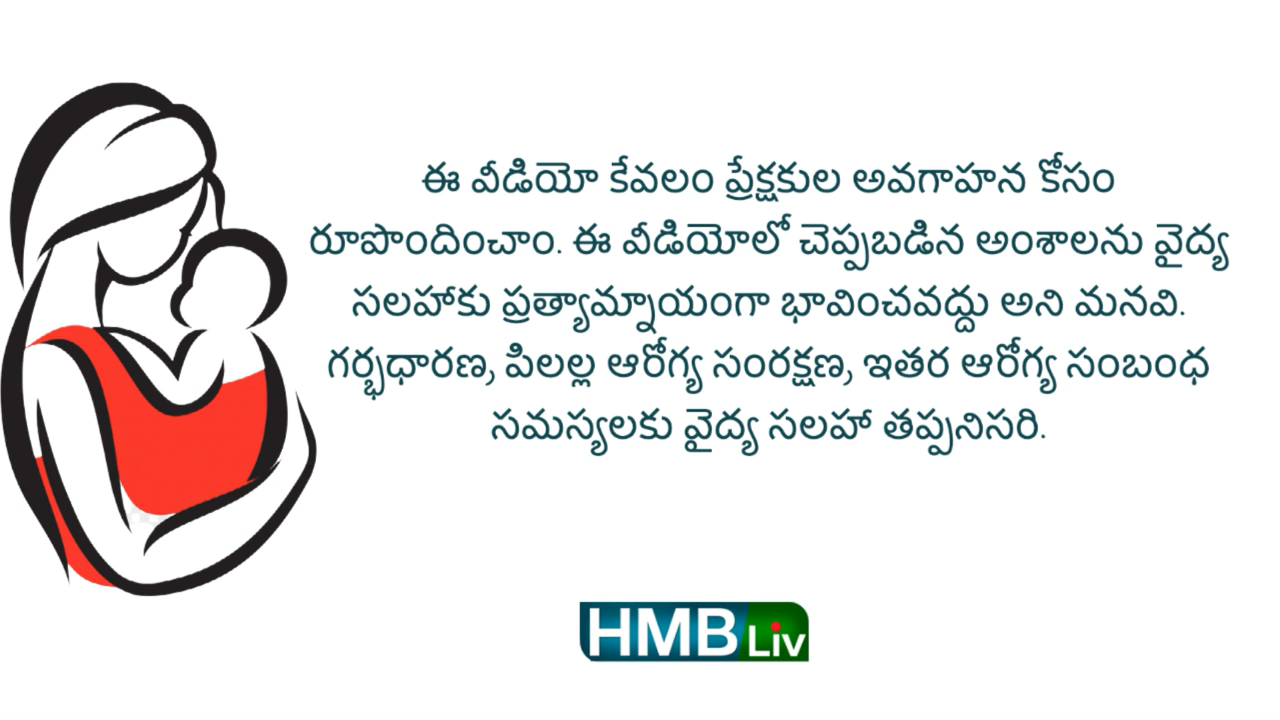 ఈ వీడియో కేవలం ప్రేక్షకుల అవగాహన కోసం
రూపొందించాం. ఈ వీడియోలో చెప్పబడిన అంశాలను వైద్య
సలహాకు ప్రత్యామ్నాయంగా భావించవద్దు అని మనవి.
గర్భధారణ, పిలల్ల ఆరోగ్య సంరక్షణ, ఇతర ఆరోగ్య సంబంధ
సమస్యలకు వైద్య సలహా తప్పనిసరి.
HMB Liv